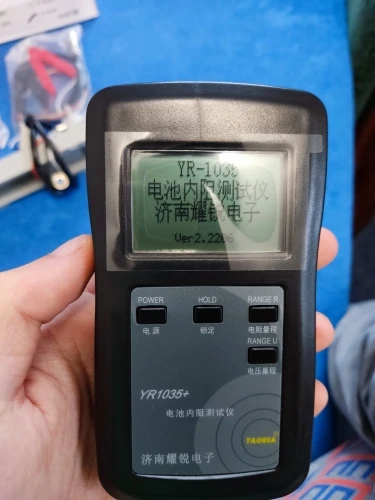 YR-1035
电池内阻测试仪
济南耀锐电子
Ver2.2206
POWER HOLD RANGE R
电源 锁定 电阻量程
RANGE U
电压量程
YR1035+
电池内阻测试仪
YAOREA
济南耀锐电子